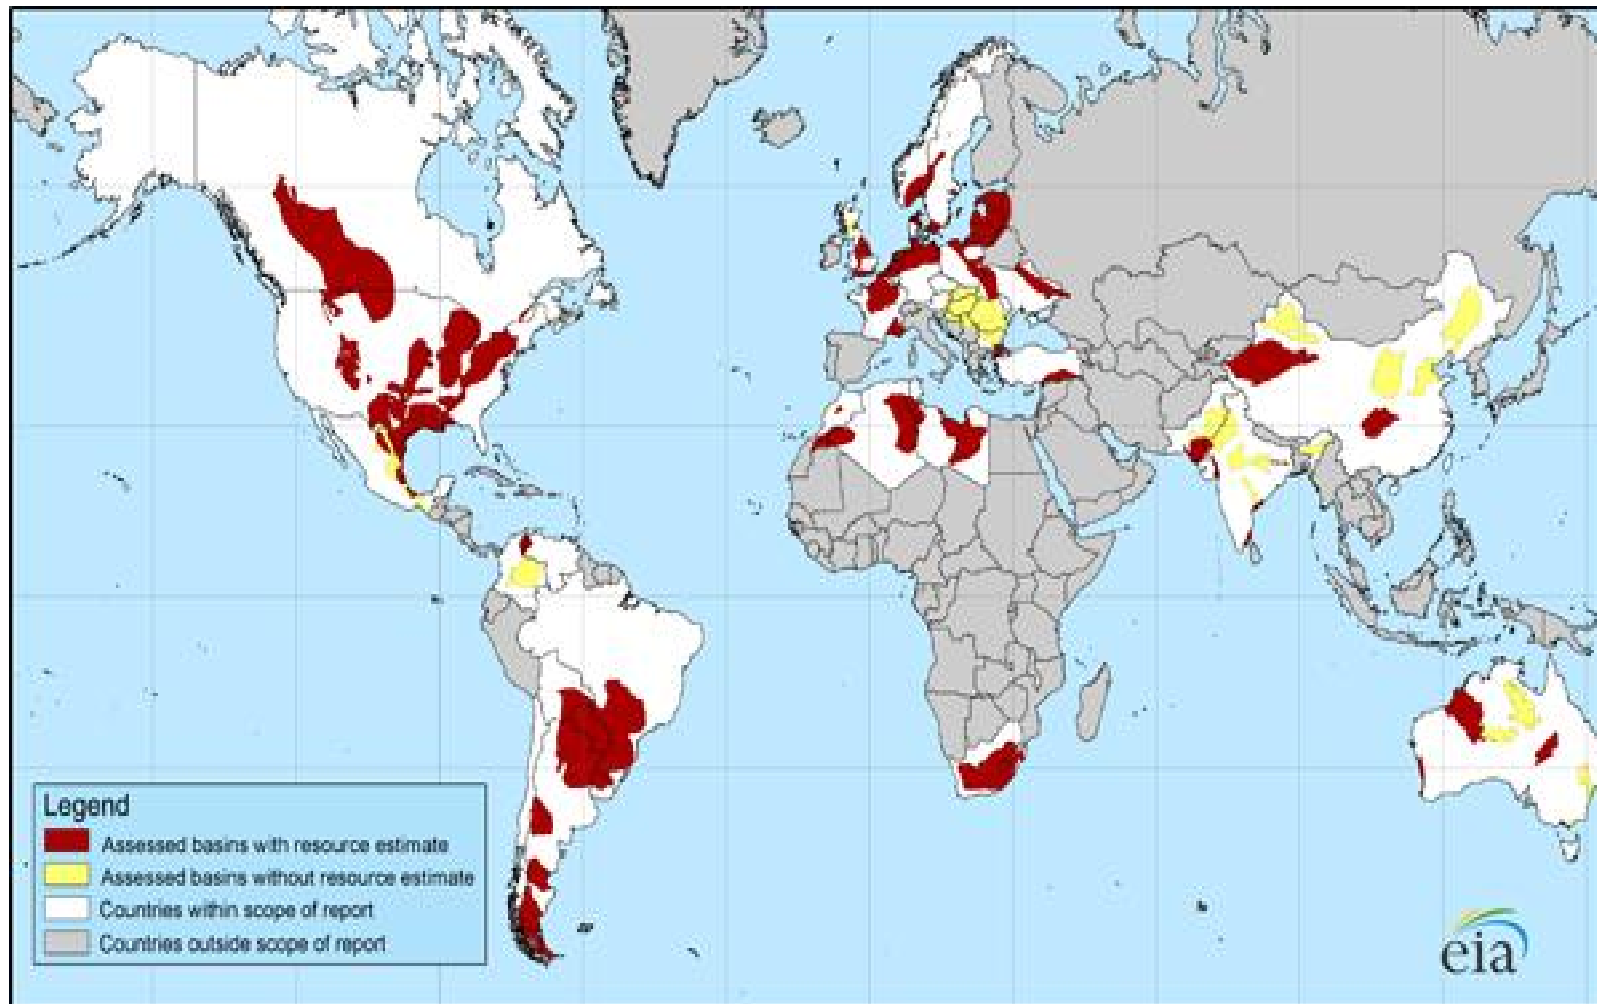 Legend
Assessed basins with resource estimate
Assessed basins without resource estimate
Countries within scope of report
Countries outside scope of report
eia